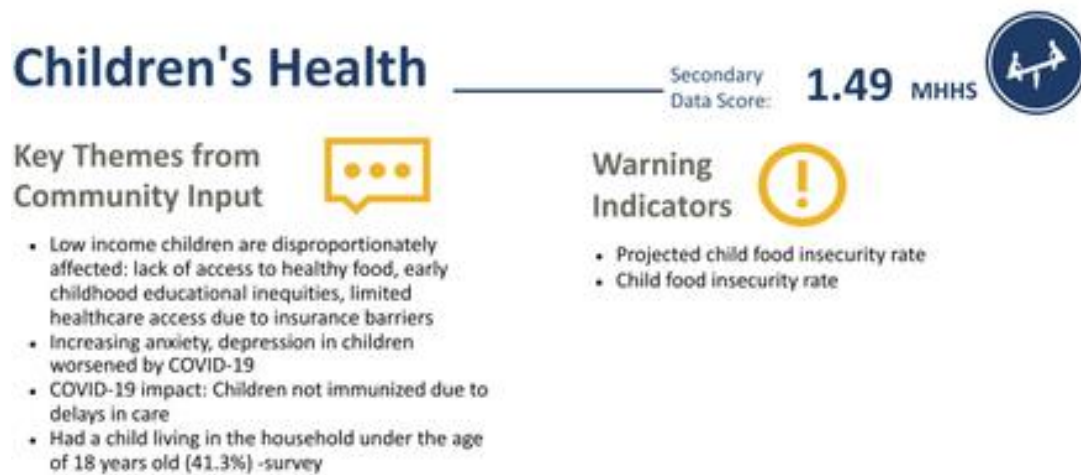 Children's Health
Secondary
Data Score:
1.49 MHHS
Key Themes from
Community Input
• Low income children are disproportionately
affected: lack of access to healthy food, early
childhood educational inequities, limited
healthcare access due to insurance barriers
• Increasing anxiety, depression in children
worsened by COVID-19
• COVID-19 impact: Children not immunized due to
delays in care
• Had a child living in the household under the age
of 18 years old (41.3%) -survey
Warning
Indicators
• Projected child food insecurity rate
• Child food insecurity rate